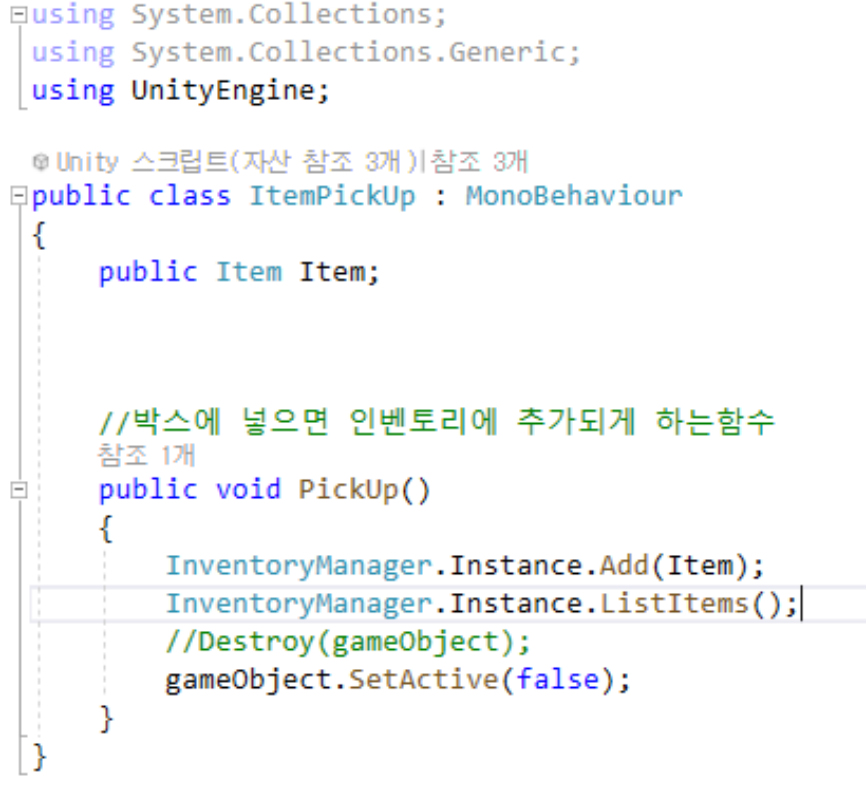 using System.Collections;
using System.Collections.Generic;
using UnityEngine;
Unity 스크립트(자산 참조 3개)|참조 3개
public class ItemPickUp : MonoBehaviour
{
public Item Item;
//박스에 넣으면 인벤토리에 추가되게 하는함수
참조 1개
public void PickUp()
{
InventoryManager.Instance.Add(Item);
InventoryManager.Instance.ListItems();
//Destroy(gameObject);
gameObject.SetActive(false);
}
}